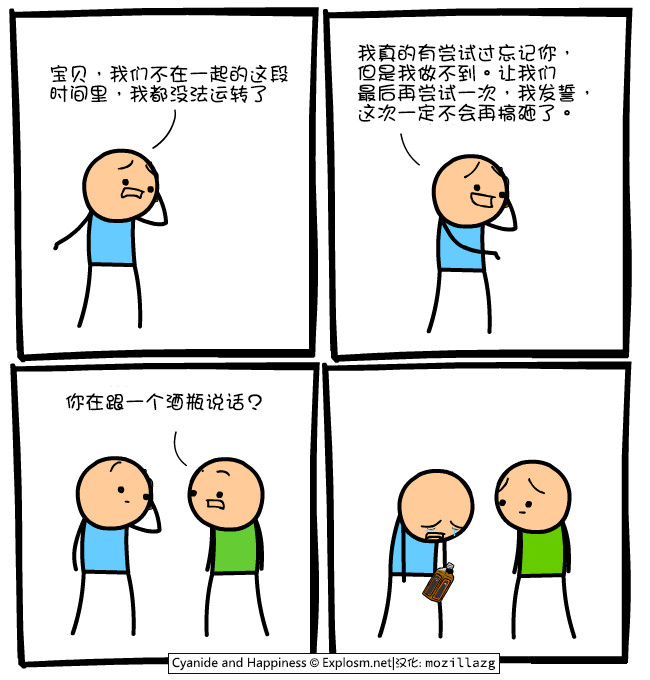 宝贝，我们不在一起的这段
时间里，我都没法运转了
我真的有尝试过忘记你，
但是我做不到。让我们
最后再尝试一次，我发誓，
这次一定不会再搞砸了。
你在跟一个酒瓶说话？
Cyanide and Happiness © Explosm.net|汉化: mozillazg